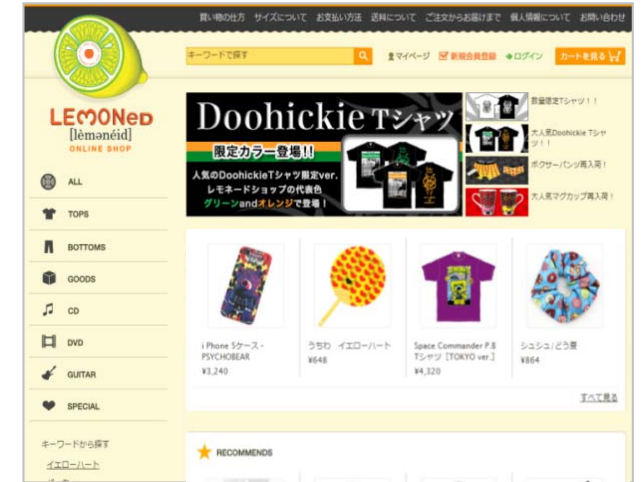 買い物の仕方 サイズについて お支払い方法 送料について ご注文からお届けまで 個人情報について お問い合わせ
キーワードで探す
マイページ 新規会員登録 ログイン カートを見る
LEMONeD
[lèmənéid]
ONLINE SHOP
ALL
TOPS
BOTTOMS
GOODS
CD
DVD
GUITAR
SPECIAL
キーワードから探す
イエローハート
Doohickie Tシャツ
限定カラー登場!!
人気のDoohickieTシャツ限定ver.
レモネードショップの代表色
グリーンandオレンジで登場!
数量限定Tシャツ!!
大人気Doohickie Tシャ
ツ!!
ボクサーパンツ再入荷!
大人気マグカップ再入荷!
i Phone 5ケース・
PSYCHOBEAR
¥3,240
うちわ イエローハート
¥648
Space Commander P.B
Tシャツ [TOKYO ver.]
¥4,320
シュシュ/どう曼
¥864
すべて見る
RECOMMENDS